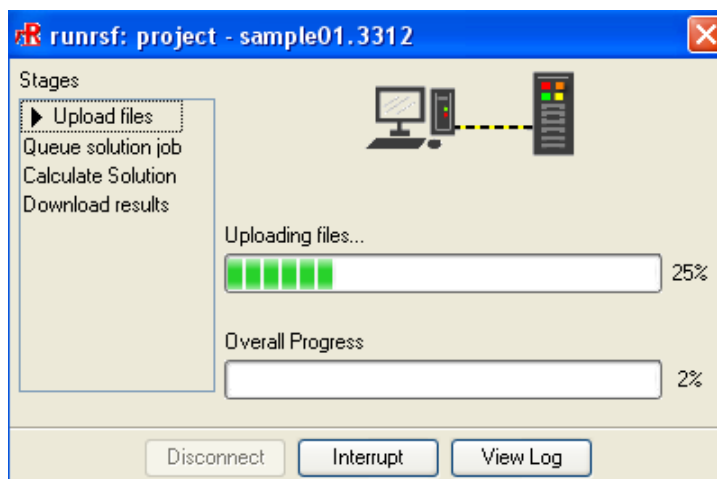 runrsf: project - sample01.3312
Stages
Upload files
Queue solution job
Calculate Solution
Download results
Uploading files...
25%
Overall Progress
2%
Disconnect
Interrupt
View Log